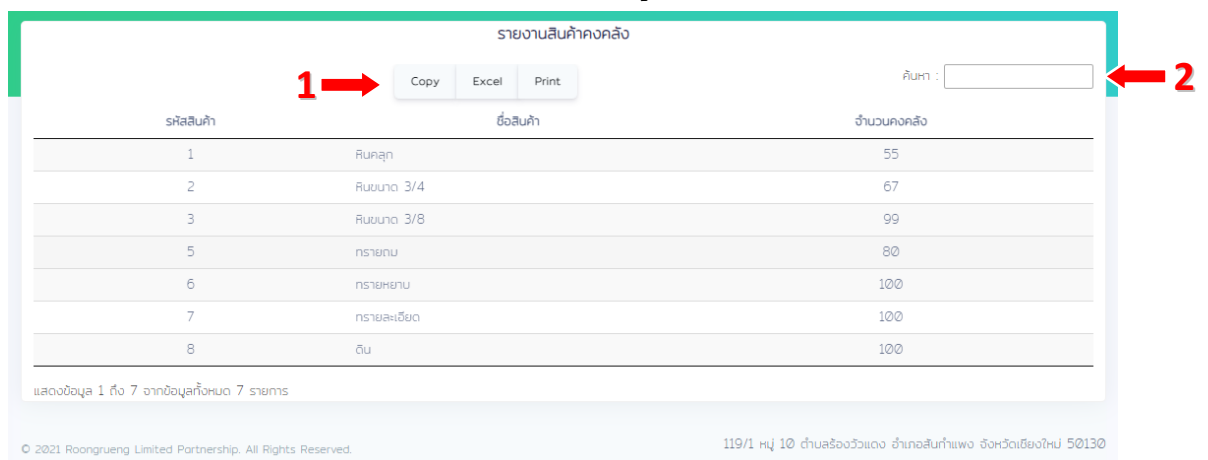 รายงานสินค้าคงคลัง
1 Copy Excel Print ค้นหา : 2
รหัสสินค้า ชื่อสินค้า จำนวนคงคลัง
1 หินคลุก 55
2 หินขนาด 3/4 67
3 หินขนาด 3/8 99
5 ทรายถม 80
6 ทรายหยาบ 100
7 ทรายละเอียด 100
8 ดิน 100
แสดงข้อมูล 1 ถึง 7 จากข้อมูลทั้งหมด 7 รายการ
© 2021 Roongrueng Limited Partnership. All Rights Reserved. 119/1 หมู่ 10 ตำบลร้องวัวแดง อำเภอสันกำแพง จังหวัดเชียงใหม่ 50130